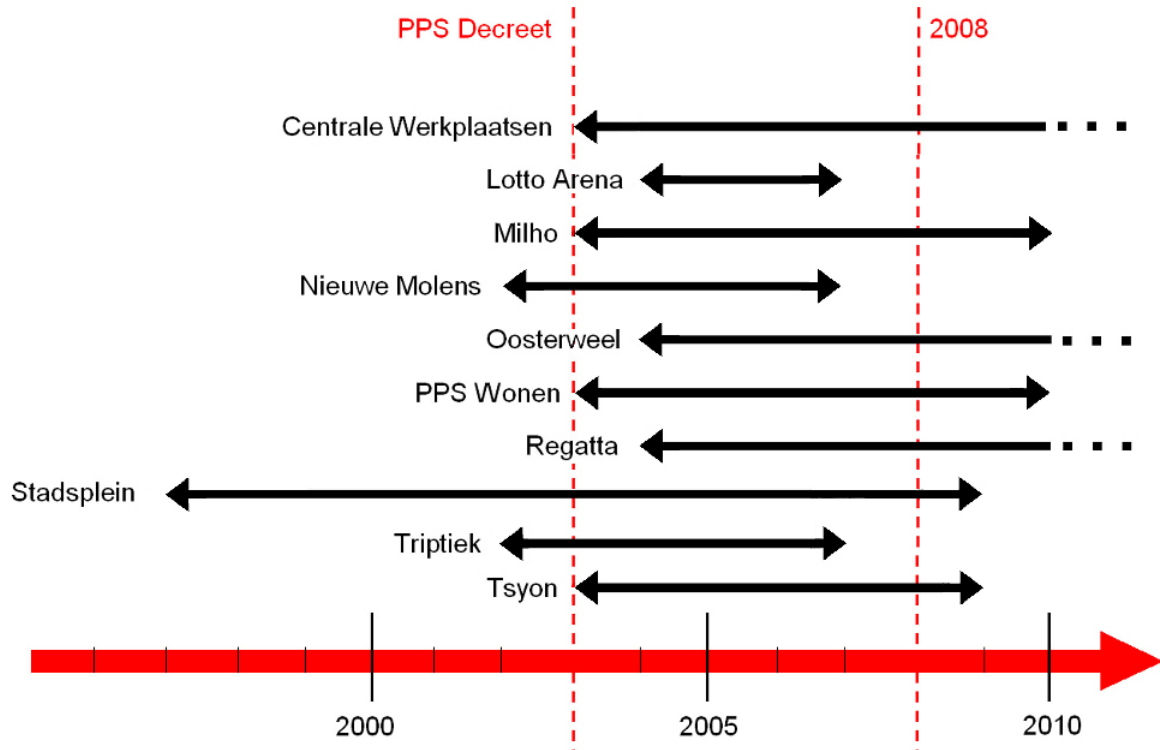 PPS Decreet
2008
Centrale Werkplaatsen
Lotto Arena
Milho
Nieuwe Molens
Oosterweel
PPS Wonen
Regatta
Stadsplein
Triptiek
Tsyon
2000
2005
2010